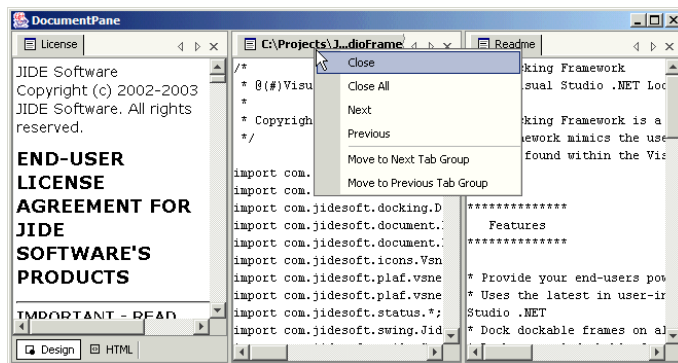 DocumentPane
License
JIDE Software
Copyright (c) 2002-2003
JIDE Software. All rights
reserved.
END-USER
LICENSE
AGREEMENT FOR
JIDE
SOFTWARE'S
PRODUCTS
IMPORTANT - READ
Design
HTML
C:\Projects\J...dioFrame
/*
* @(#)Visu
*
* Copyrigh
*/
import com.
import com.
import com.jidesoft.docking.D
import com.jidesoft.document.
import com.jidesoft.document.
import com.jidesoft.icons.Vsn
import com.jidesoft.plaf.vsne
import com.jidesoft.plaf.vsne
import com.jidesoft.status.*;
import com.jidesoft.swing.Jid
Close
Close All
Next
Previous
Move to Next Tab Group
Move to Previous Tab Group
Readme
cking Framework
sual Studio .NET Loo
cking Framework is a
ework mimics the use
found within the Vis
**************
Features
**************
* Provide your end-users pow
* Uses the latest in user-in
Studio .NET
* Dock dockable frames on al